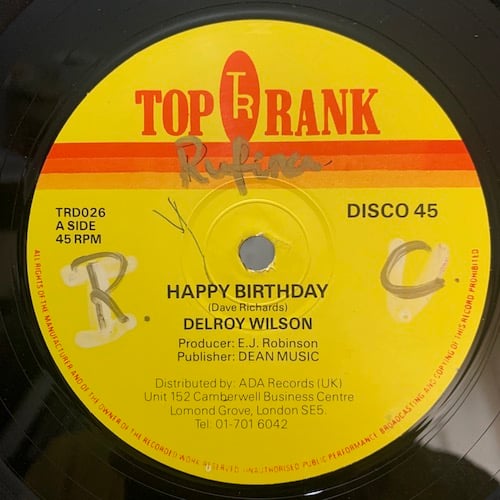 TOP TR RANK
Rufina
TRD026
A SIDE
45 RPM
DISCO 45
R.
C.
HAPPY BIRTHDAY
(Dave Richards)
DELROY WILSON
Producer: E.J. Robinson
Publisher: DEAN MUSIC
Distributed by: ADA Records (UK)
Unit 152 Camberwell Business Centre
Lomond Grove, London SE5.
Tel: 01-701 6042
ALL RIGHTS OF THE MANUFACTURER AND OF THE OWNER OF THE RECORDED WORK RESERVED. UNAUTHORISED PUBLIC PERFORMANCE BROADCASTING AND COPYING OF THIS RECORD PROHIBITED